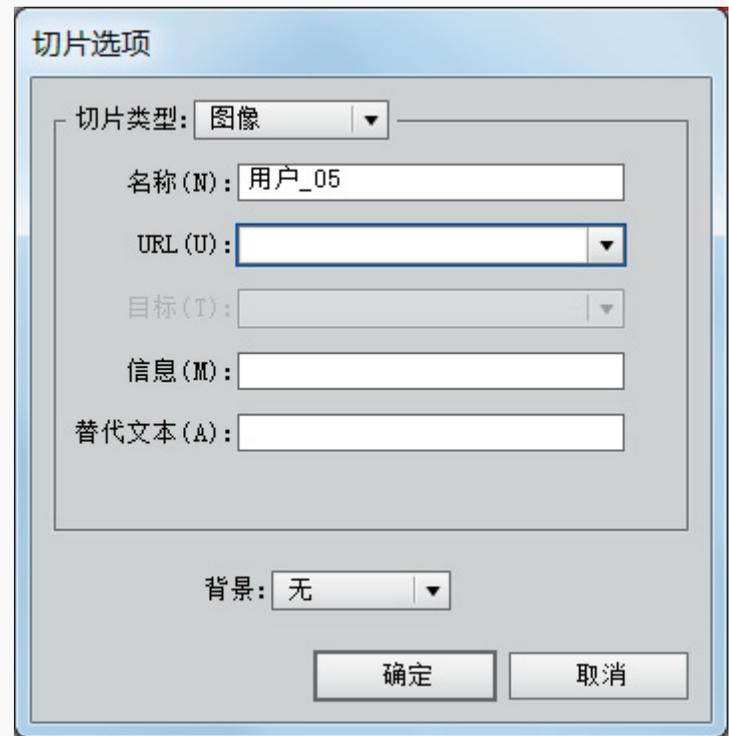 切片选项
切片类型: 图像
名称(N): 用户_05
URL(U):
目标(T):
信息(M):
替代文本(A):
背景: 无
确定 取消